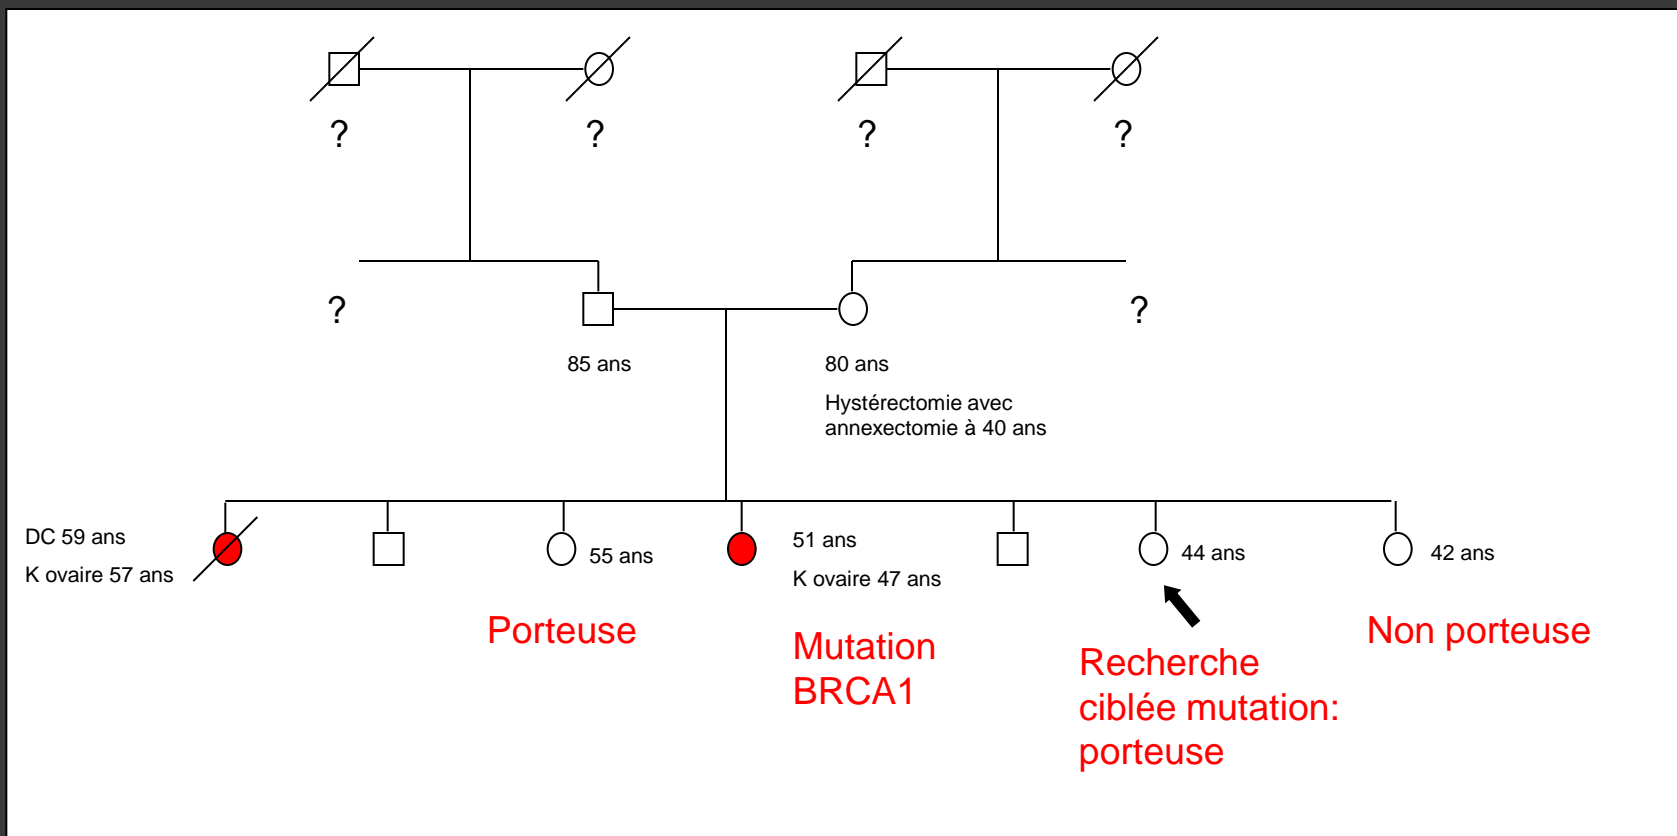 ?
?
?
?
?
?
85 ans
80 ans
Hystérectomie avec
annexectomie à 40 ans
DC 59 ans
K ovaire 57 ans
55 ans
51 ans
K ovaire 47 ans
44 ans
42 ans
Porteuse
Mutation
BRCA1
Recherche
ciblée mutation:
porteuse
Non porteuse